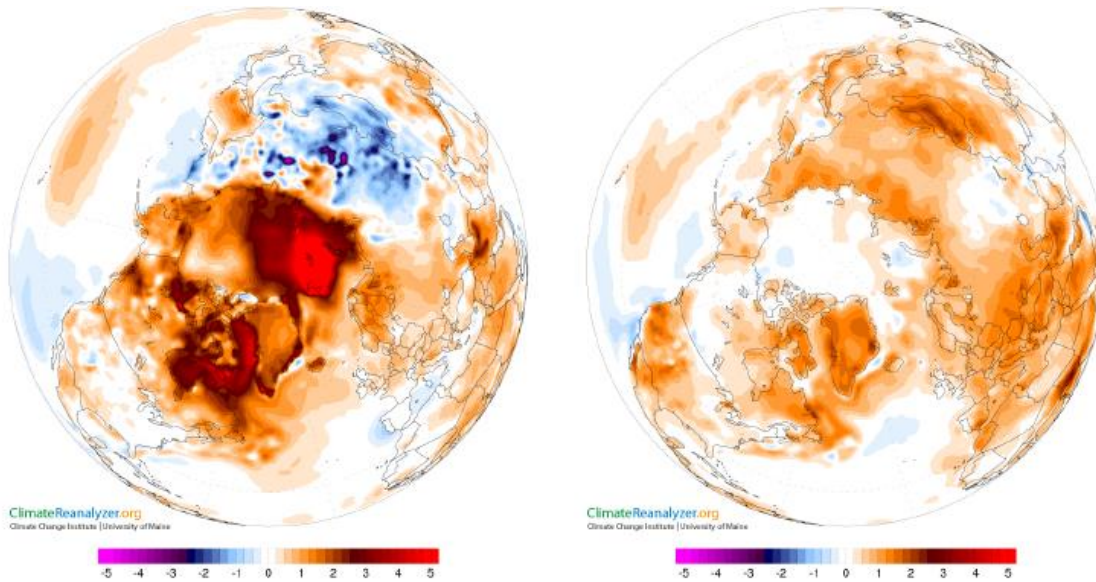 ClimateReanalyzer.org
Climate Change Institute | University of Maine
-5 -4 -3 -2 -1 0 1 2 3 4 5
ClimateReanalyzer.org
Climate Change Institute | University of Maine
-5 -4 -3 -2 -1 0 1 2 3 4 5